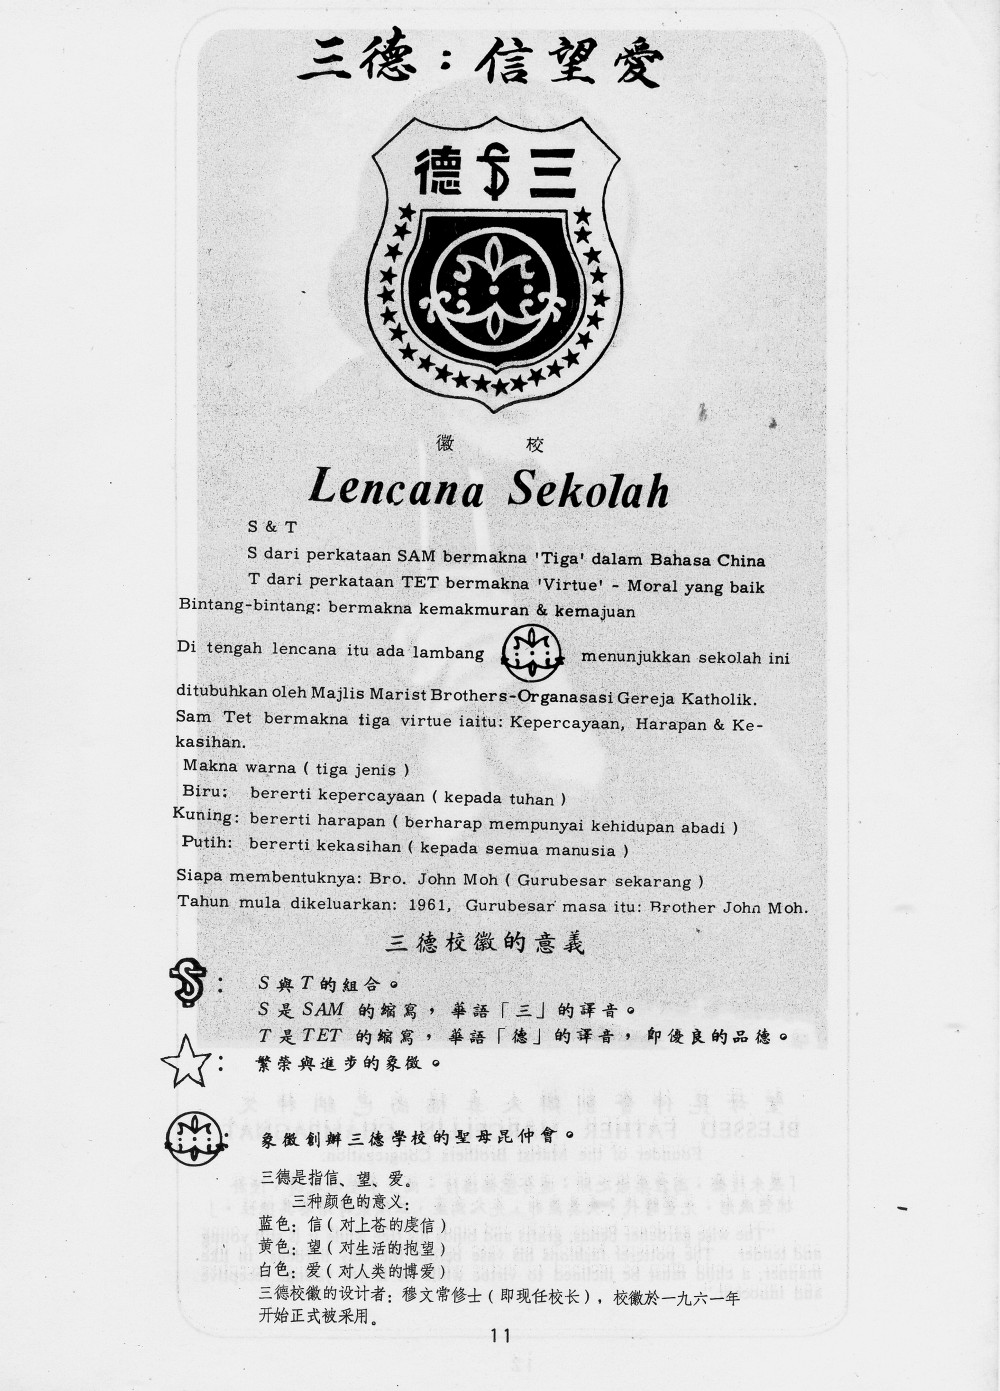 三德：信望愛
德 ST 三
徽 校
Lencana Sekolah
S & T
S dari perkataan SAM bermakna 'Tiga' dalam Bahasa China
T dari perkataan TET bermakna 'Virtue' - Moral yang baik
Bintang-bintang: bermakna kemakmuran & kemajuan
Di tengah lencana itu ada lambang menunjukkan sekolah ini
ditubuhkan oleh Majlis Marist Brothers-Organasasi Gereja Katholik.
Sam Tet bermakna tiga virtue iaitu: Kepercayaan, Harapan & Ke-
kasihan.
Makna warna ( tiga jenis )
Biru: bererti kepercayaan ( kepada tuhan )
Kuning: bererti harapan ( berharap mempunyai kehidupan abadi )
Putih: bererti kekasihan ( kepada semua manusia )
Siapa membentuknya: Bro. John Moh ( Gurubesar sekarang )
Tahun mula dikeluarkan: 1961, Gurubesar masa itu: Brother John Moh.
三德校徽的意義
ST : S與T的組合。
S是SAM 的縮寫，華語「三」的譯音。
T是TET 的縮寫，華語「德」的譯音，即優良的品德。
: 繁榮與進步的象徵。
: 象徵創辦三德學校的聖母昆仲會。
三德是指信、望、爱。
三种颜色的意义:
蓝色: 信 ( 对上苍的虔信 )
黄色: 望 ( 对生活的抱望 )
白色: 爱 ( 对人类的博爱 )
三德校徽的设计者: 穆文常修士 ( 即现任校长 ) , 校徽於一九六一年
开始正式被采用。
11